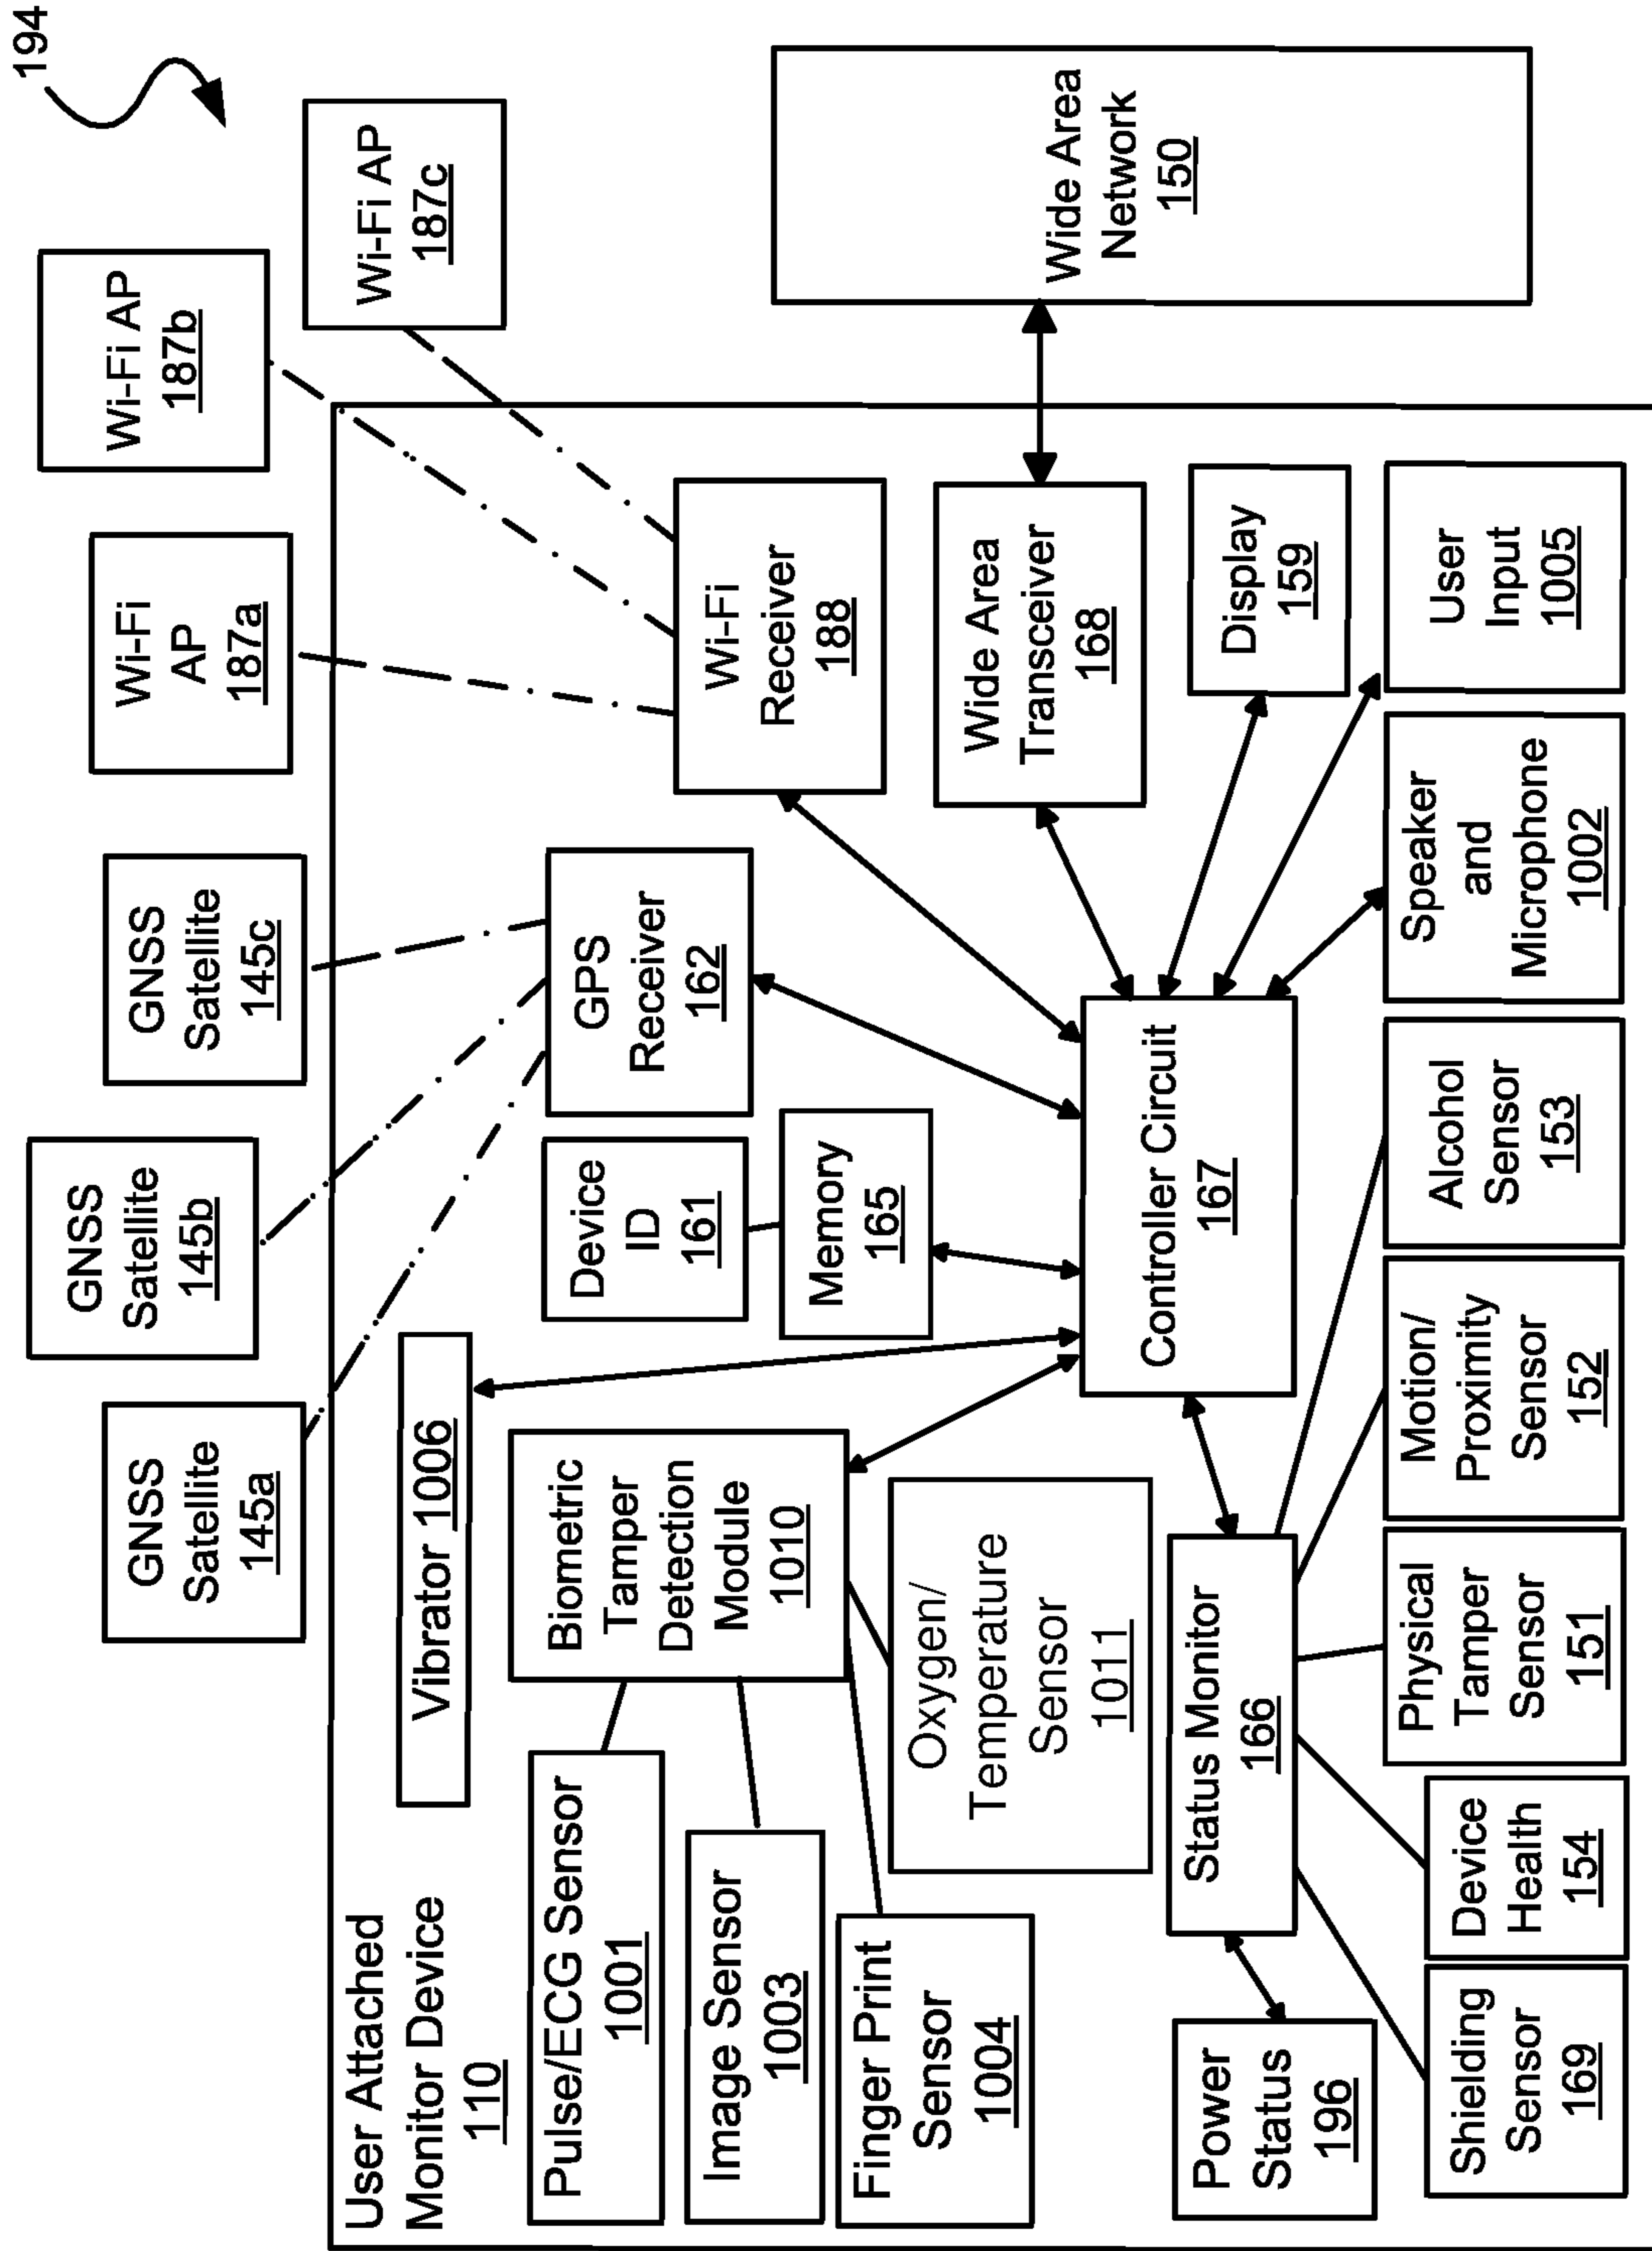 194
GNSS
Satellite
145a
GNSS
Satellite
145b
GNSS
Satellite
145c
Wi-Fi
AP
187a
Wi-Fi AP
187b
Wi-Fi AP
187c
User Attached
Monitor Device
110
Vibrator 1006
Pulse/ECG Sensor
1001
Image Sensor
1003
Finger Print
Sensor
1004
Biometric
Tamper
Detection
Module
1010
Oxygen/
Temperature
Sensor
1011
Device
ID
161
Memory
165
GPS
Receiver
162
Wi-Fi
Receiver
188
Wide Area
Transceiver
168
Wide Area
Network
150
Controller Circuit
167
Display
159
Power
Status
196
Status Monitor
166
Shielding
Sensor
169
Device
Health
154
Physical
Tamper
Sensor
151
Motion/
Proximity
Sensor
152
Alcohol
Sensor
153
Speaker
and
Microphone
1002
User
Input
1005